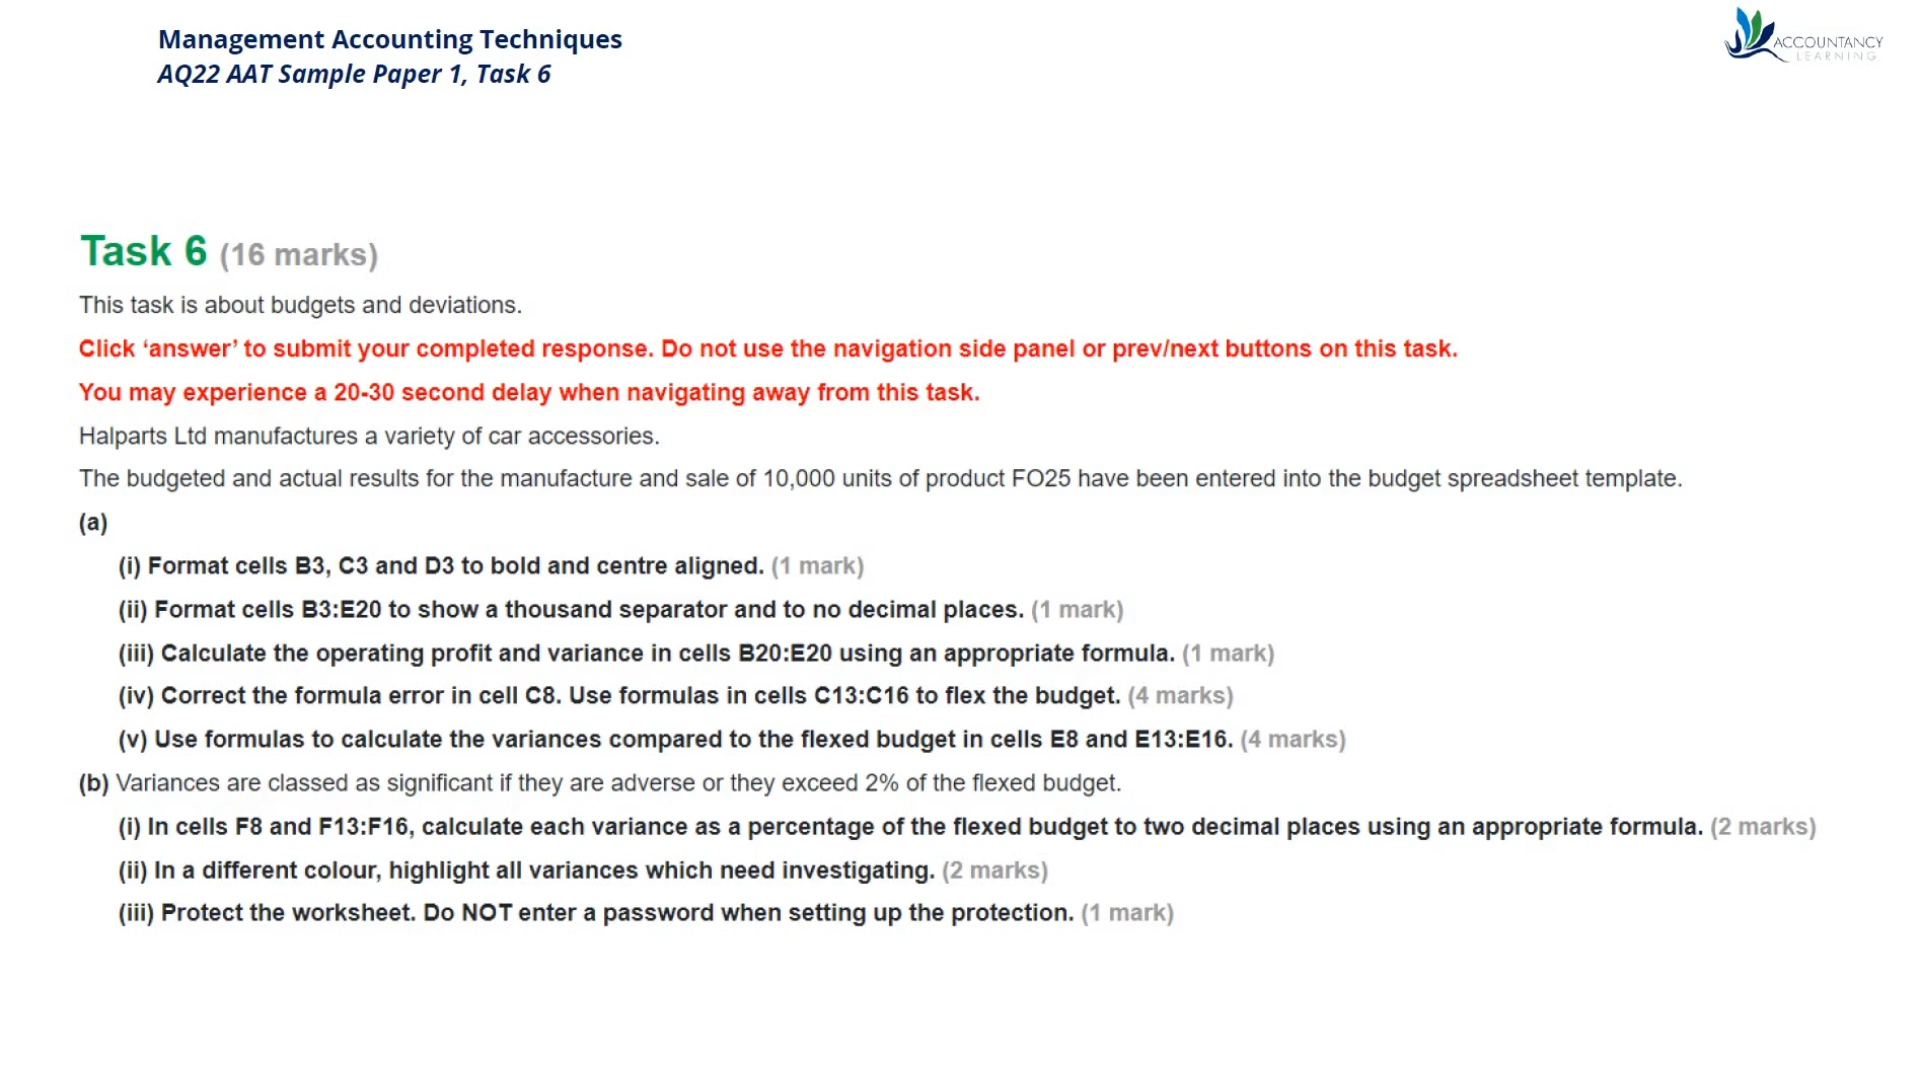 Management Accounting Techniques
AQ22 AAT Sample Paper 1, Task 6
ACCOUNTANCY
LEARNING
Task 6 (16 marks)
This task is about budgets and deviations.
Click ‘answer’ to submit your completed response. Do not use the navigation side panel or prev/next buttons on this task.
You may experience a 20-30 second delay when navigating away from this task.
Halparts Ltd manufactures a variety of car accessories.
The budgeted and actual results for the manufacture and sale of 10,000 units of product FO25 have been entered into the budget spreadsheet template.
(a)
(i) Format cells B3, C3 and D3 to bold and centre aligned. (1 mark)
(ii) Format cells B3:E20 to show a thousand separator and to no decimal places. (1 mark)
(iii) Calculate the operating profit and variance in cells B20:E20 using an appropriate formula. (1 mark)
(iv) Correct the formula error in cell C8. Use formulas in cells C13:C16 to flex the budget. (4 marks)
(v) Use formulas to calculate the variances compared to the flexed budget in cells E8 and E13:E16. (4 marks)
(b) Variances are classed as significant if they are adverse or they exceed 2% of the flexed budget.
(i) In cells F8 and F13:F16, calculate each variance as a percentage of the flexed budget to two decimal places using an appropriate formula. (2 marks)
(ii) In a different colour, highlight all variances which need investigating. (2 marks)
(iii) Protect the worksheet. Do NOT enter a password when setting up the protection. (1 mark)